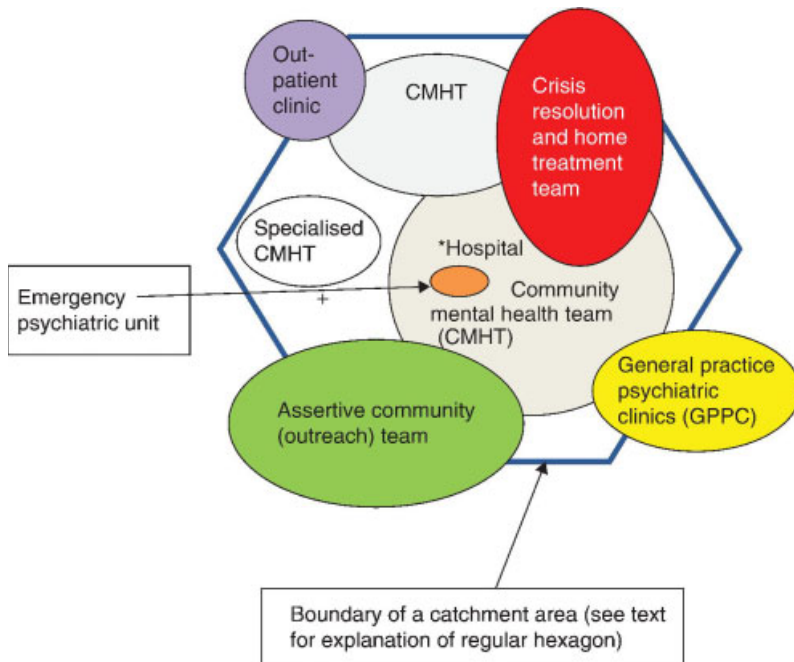 Out-
patient
clinic
CMHT
Crisis
resolution
and home
treatment
team
Specialised
CMHT
+
*Hospital
Community
mental health team
(CMHT)
Emergency
psychiatric unit
Assertive community
(outreach) team
General practice
psychiatric
clinics (GPPC)
Boundary of a catchment area (see text
for explanation of regular hexagon)